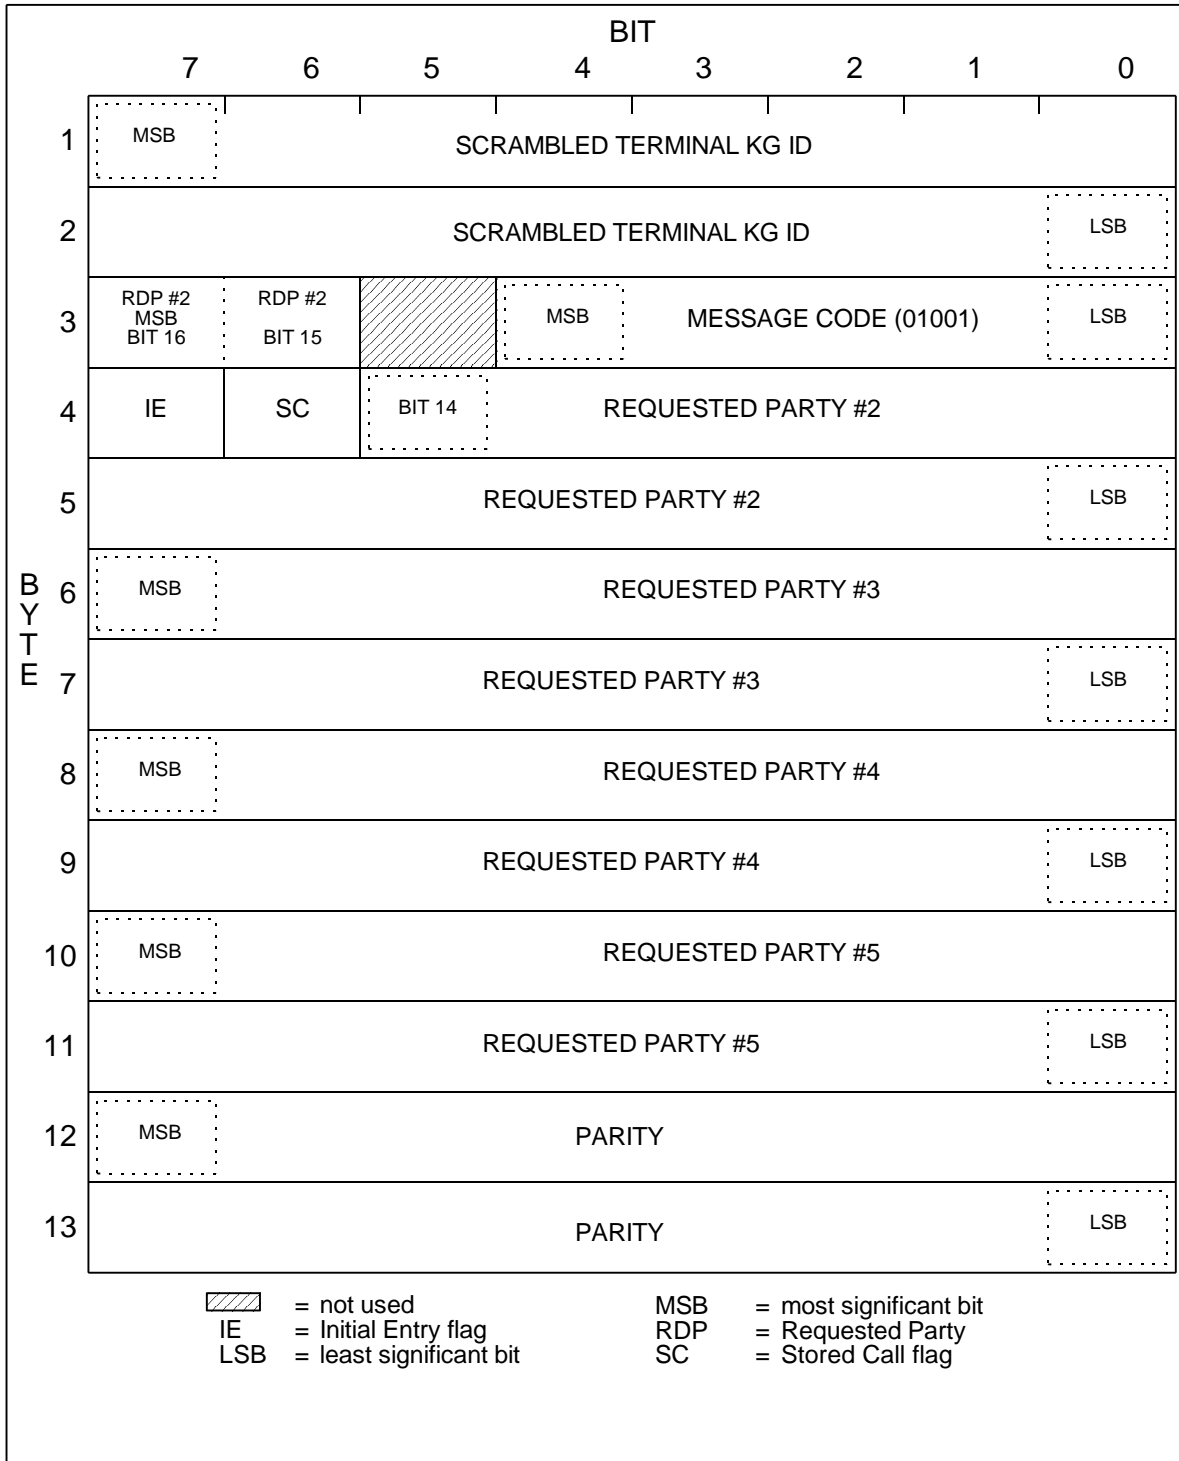 BIT
7 6 5 4 3 2 1 0
1 MSB SCRAMBLED TERMINAL KG ID
2 SCRAMBLED TERMINAL KG ID LSB
3 RDP #2 MSB BIT 16 RDP #2 BIT 15 MSB MESSAGE CODE (01001) LSB
4 IE SC BIT 14 REQUESTED PARTY #2
5 REQUESTED PARTY #2 LSB
BYTE
6 MSB REQUESTED PARTY #3
7 REQUESTED PARTY #3 LSB
8 MSB REQUESTED PARTY #4
9 REQUESTED PARTY #4 LSB
10 MSB REQUESTED PARTY #5
11 REQUESTED PARTY #5 LSB
12 MSB PARITY
13 PARITY LSB
= not used MSB = most significant bit
IE = Initial Entry flag RDP = Requested Party
LSB = least significant bit SC = Stored Call flag